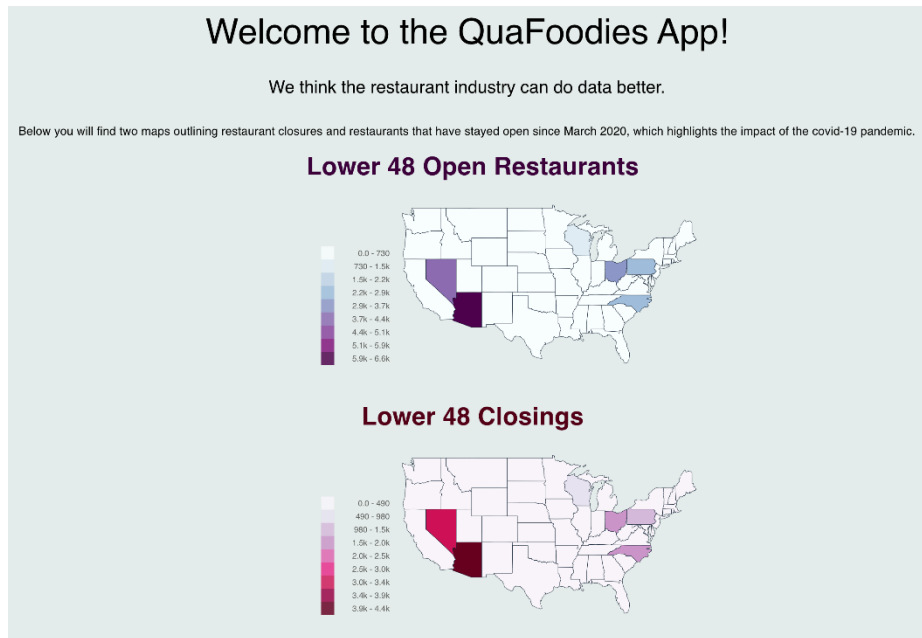 Welcome to the QuaFoodies App!
We think the restaurant industry can do data better.
Below you will find two maps outlining restaurant closures and restaurants that have stayed open since March 2020, which highlights the impact of the covid-19 pandemic.
Lower 48 Open Restaurants
0.0 - 730
730 - 1.5k
1.5k - 2.2k
2.2k - 2.9k
2.9k - 3.7k
3.7k - 4.4k
4.4k - 5.1k
5.1k - 5.9k
5.9k - 6.6k
Lower 48 Closings
0.0 - 490
490 - 980
980 - 1.5k
1.5k - 2.0k
2.0k - 2.5k
2.5k - 3.0k
3.0k - 3.4k
3.4k - 3.9k
3.9k - 4.4k